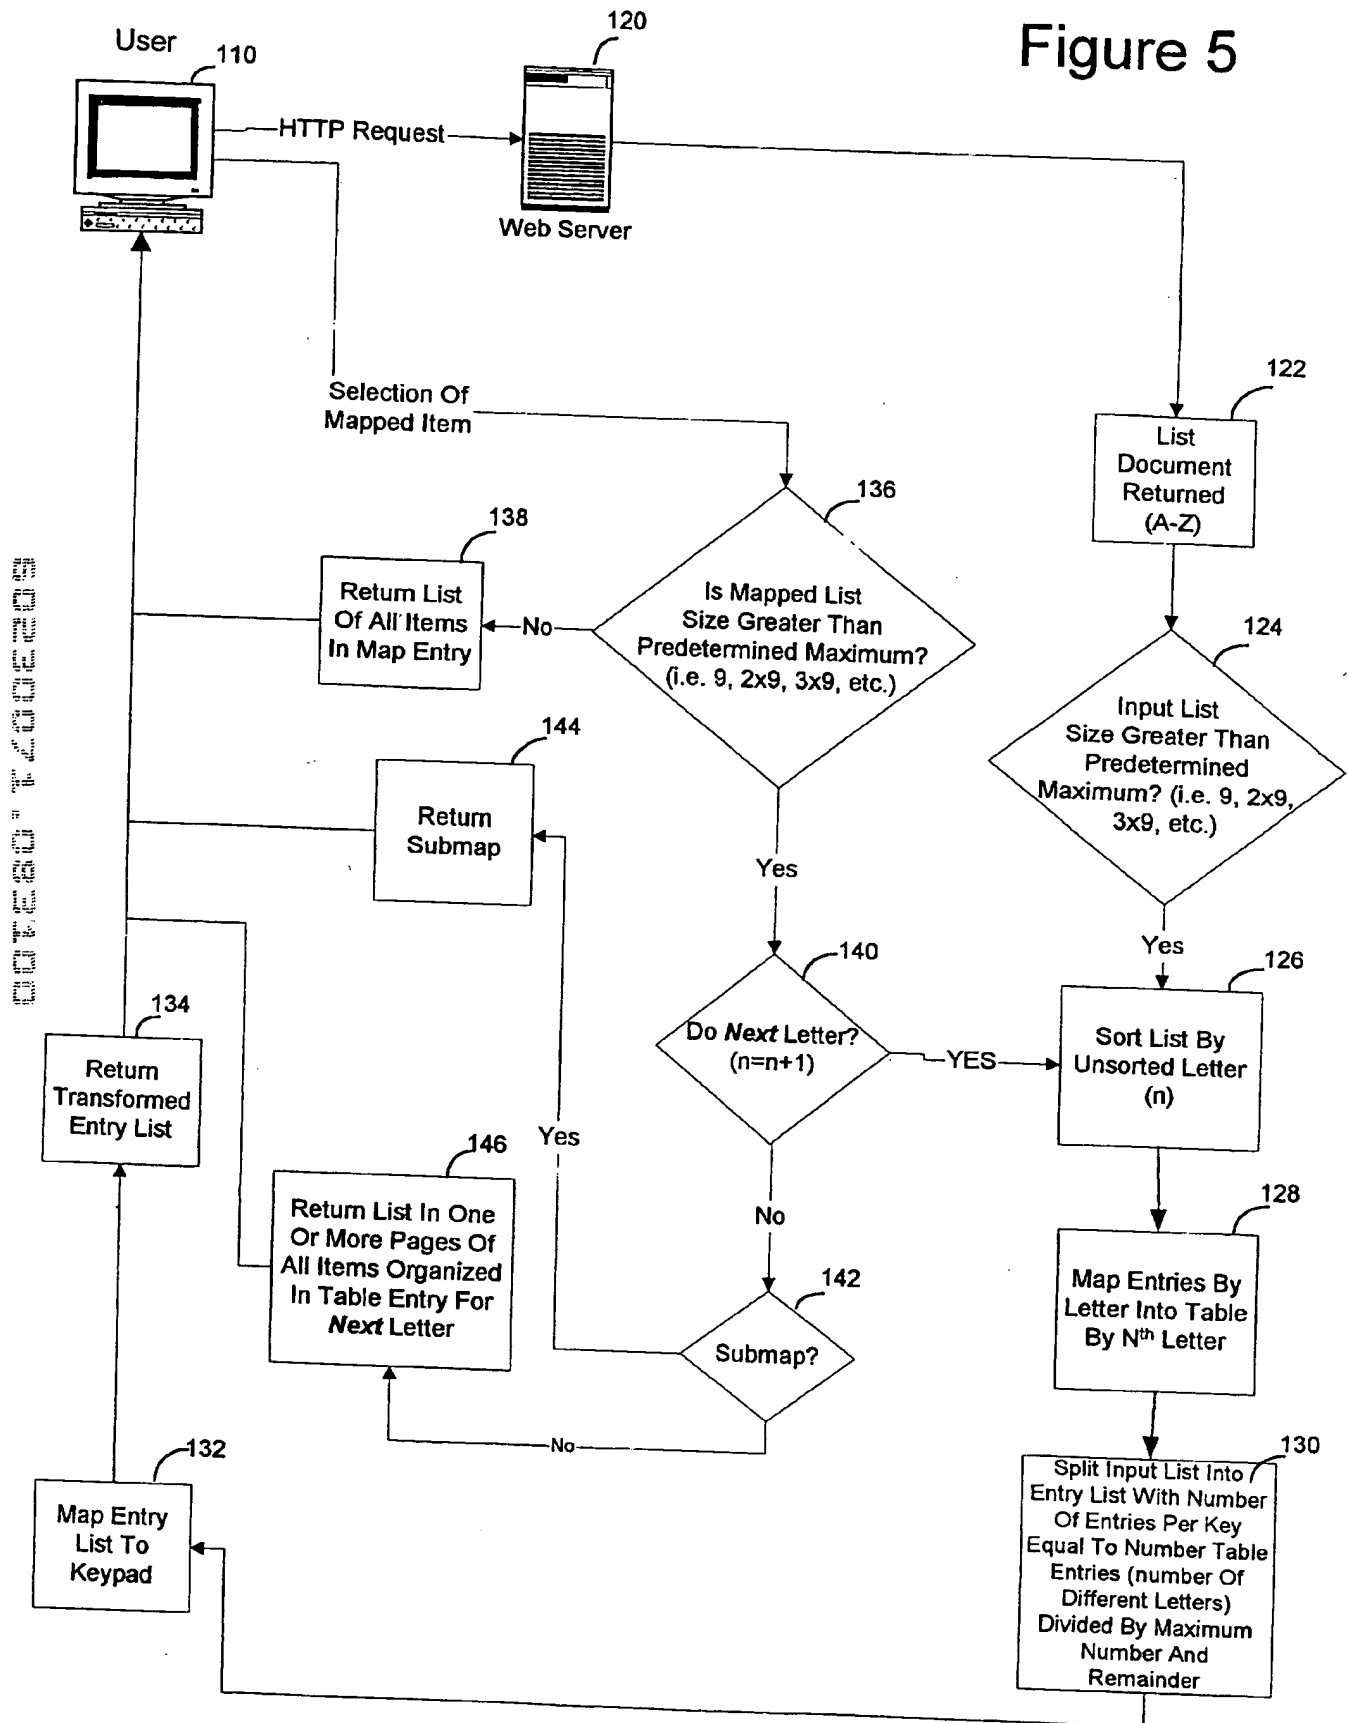 Figure 5
User
110
120
HTTP Request
Web Server
Selection Of
Mapped Item
122
List
Document
Returned
(A-Z)
136
Is Mapped List
Size Greater Than
Predetermined Maximum?
(i.e. 9, 2x9, 3x9, etc.)
138
Return List
Of All Items
In Map Entry
No
124
Input List
Size Greater Than
Predetermined
Maximum? (i.e. 9, 2x9,
3x9, etc.)
144
Return
Submap
Yes
Yes
140
Do Next Letter?
(n=n+1)
YES
126
Sort List By
Unsorted Letter
(n)
134
Return
Transformed
Entry List
Yes
146
Return List In One
Or More Pages Of
All Items Organized
In Table Entry For
Next Letter
No
128
Map Entries By
Letter Into Table
By Nth Letter
142
Submap?
No
132
Map Entry
List To
Keypad
130
Split Input List Into
Entry List With Number
Of Entries Per Key
Equal To Number Table
Entries (number Of
Different Letters)
Divided By Maximum
Number And
Remainder